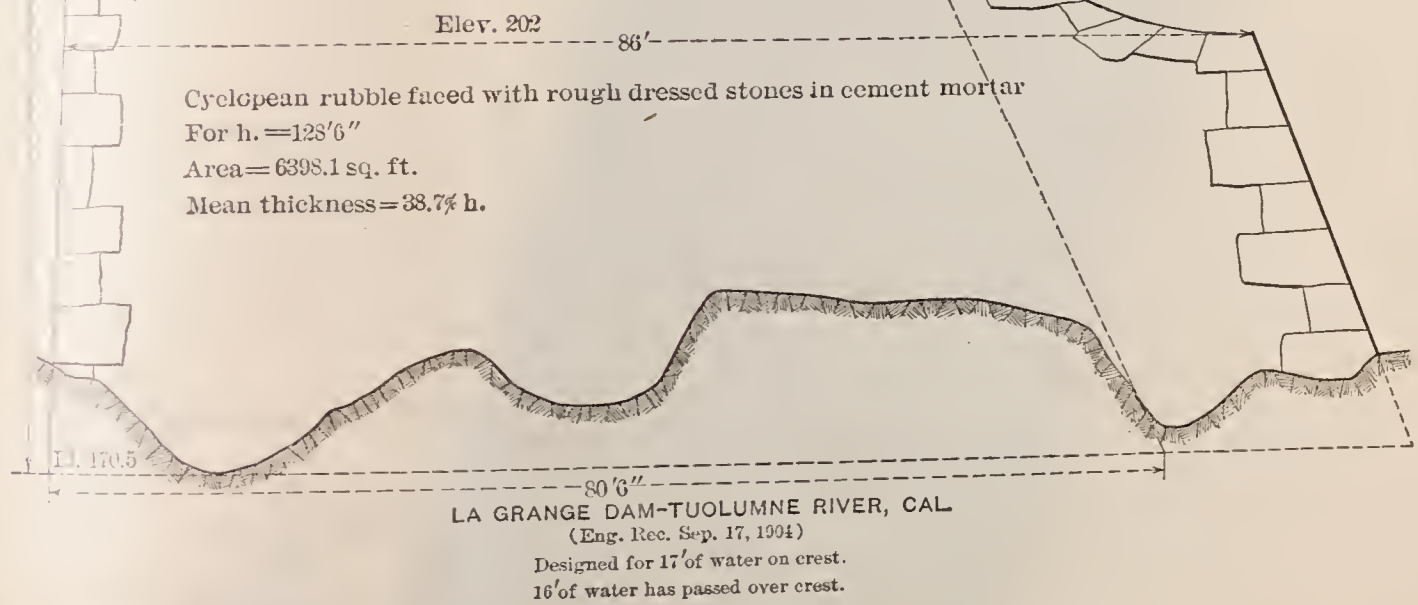 Elev. 202
86′
Cyclopean rubble faced with rough dressed stones in cement mortar
For h.=128′6″
Area=6398.1 sq. ft.
Mean thickness=38.7% h.
170.5
80′6″
LA GRANGE DAM-TUOLUMNE RIVER, CAL.
(Eng. Rec. Sep. 17, 1904)
Designed for 17′of water on crest.
16′of water has passed over crest.